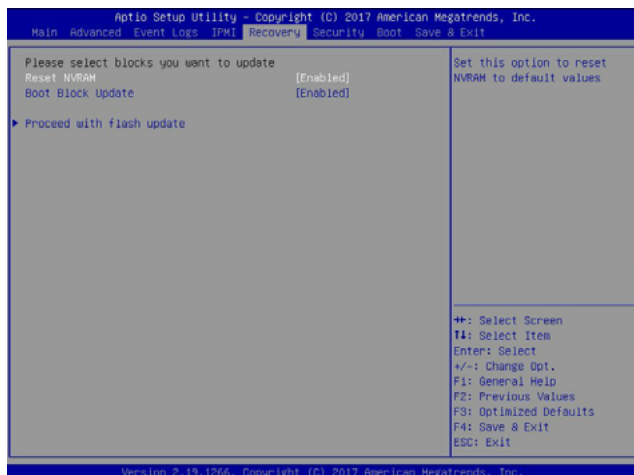 Aptio Setup Utility – Copyright (C) 2017 American Megatrends, Inc.
Main Advanced Event Logs IPMI Recovery Security Boot Save & Exit
Please select blocks you want to update
Reset NVRAM [Enabled]
Boot Block Update [Enabled]
Proceed with flash update
Set this option to reset
NVRAM to default values
: Select Screen
: Select Item
Enter: Select
+/-: Change Opt.
F1: General Help
F2: Previous Values
F3: Optimized Defaults
F4: Save & Exit
ESC: Exit
Version 2.19.1266. Copyright (C) 2017 American Megatrends, Inc.